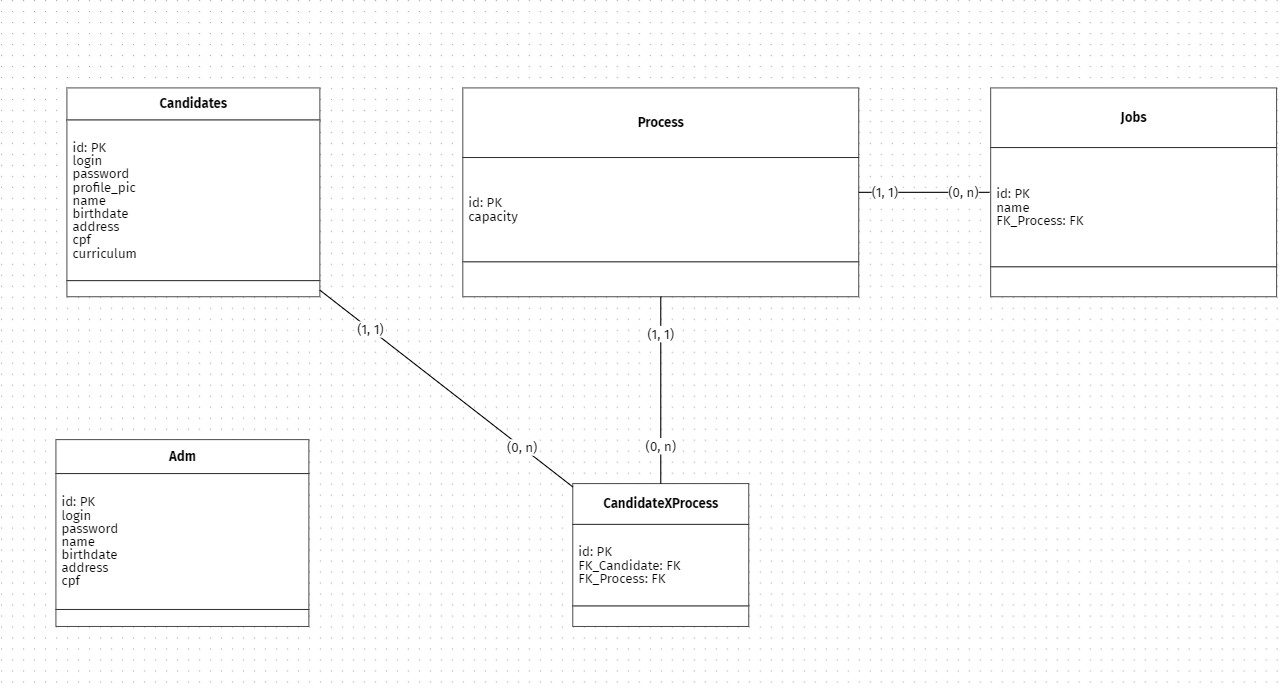 Candidates
id: PK
login
password
profile_pic
name
birthdate
address
cpf
curriculum
Process
id: PK
capacity
(1, 1)
(0, n)
Jobs
id: PK
name
FK_Process: FK
(1, 1)
(0, n)
(1, 1)
(0, n)
Adm
id: PK
login
password
name
birthdate
address
cpf
CandidateXProcess
id: PK
FK_Candidate: FK
FK_Process: FK